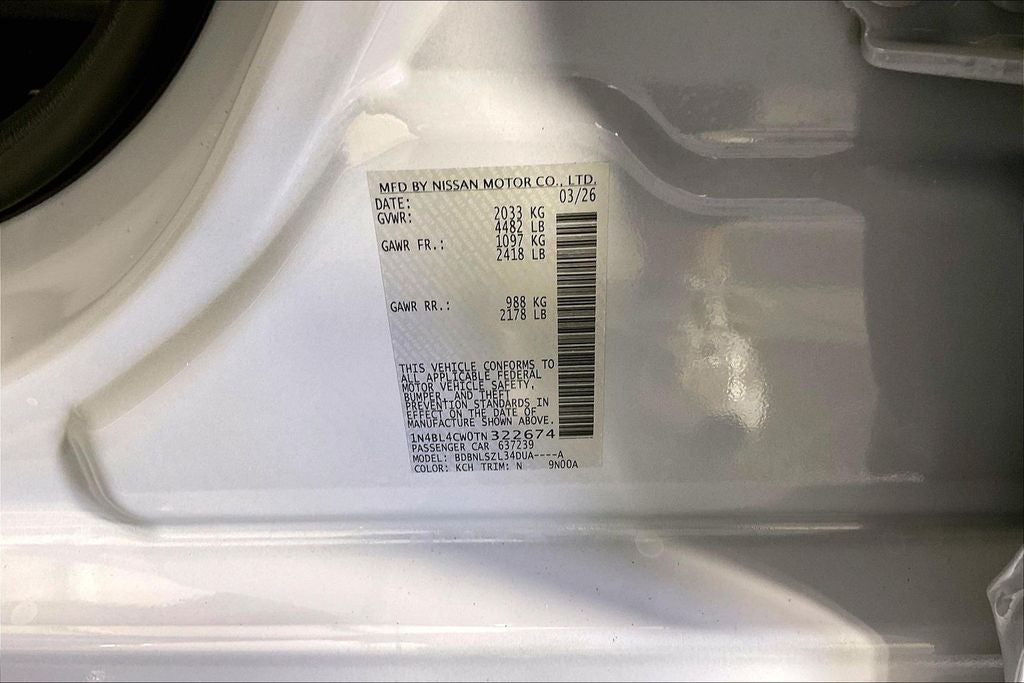 MFD BY NISSAN MOTOR CO., LTD.
DATE: 03/26
GVWR: 2033 KG
4482 LB
GAWR FR.: 1097 KG
2418 LB
GAWR RR.: 988 KG
2178 LB
THIS VEHICLE CONFORMS TO
ALL APPLICABLE FEDERAL
MOTOR VEHICLE SAFETY,
BUMPER, AND THEFT
PREVENTION STANDARDS IN
EFFECT ON THE DATE OF
MANUFACTURE SHOWN ABOVE.
1N4BL4CW0TN322674
PASSENGER CAR 637239
MODEL: BDBNLSZL34DUA----A
COLOR: KCH TRIM: N 9N00A